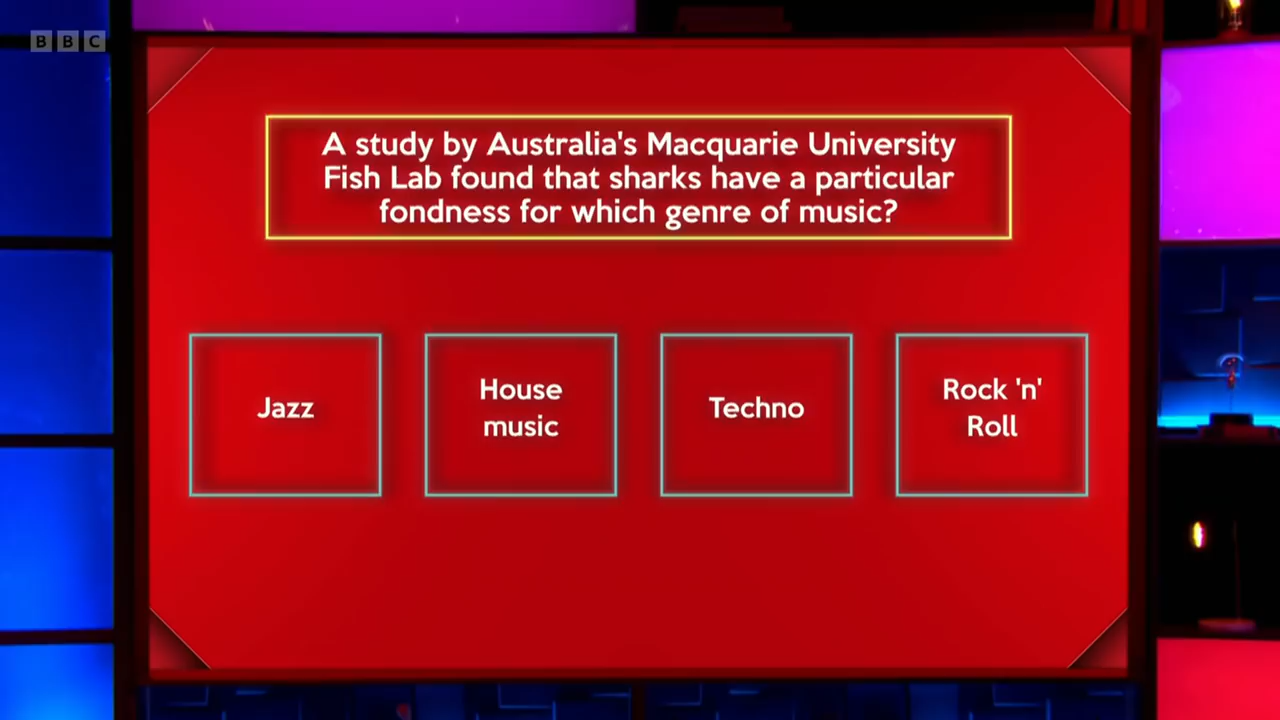 BBC
A study by Australia's Macquarie University
Fish Lab found that sharks have a particular
fondness for which genre of music?
Jazz
House
music
Techno
Rock 'n'
Roll